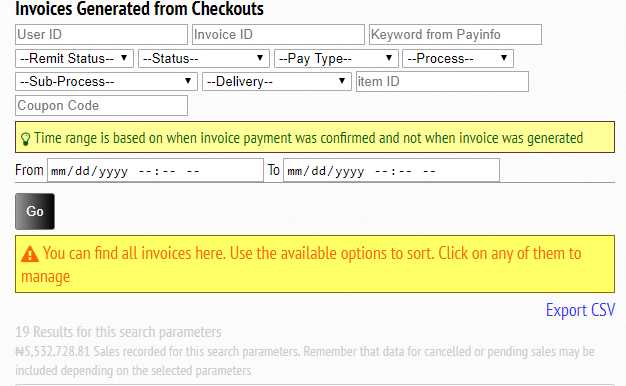 Invoices Generated from Checkouts
User ID Invoice ID Keyword from Payinfo
--Remit Status-- --Status-- --Pay Type-- --Process--
--Sub-Process-- --Delivery-- item ID
Coupon Code
Time range is based on when invoice payment was confirmed and not when invoice was generated
From mm/dd/yyyy --:-- -- To mm/dd/yyyy --:-- --
Go
You can find all invoices here. Use the available options to sort. Click on any of them to
manage
Export CSV
19 Results for this search parameters
₦5,532,728.81 Sales recorded for this search parameters. Remember that data for cancelled or pending sales may be
included depending on the selected parameters